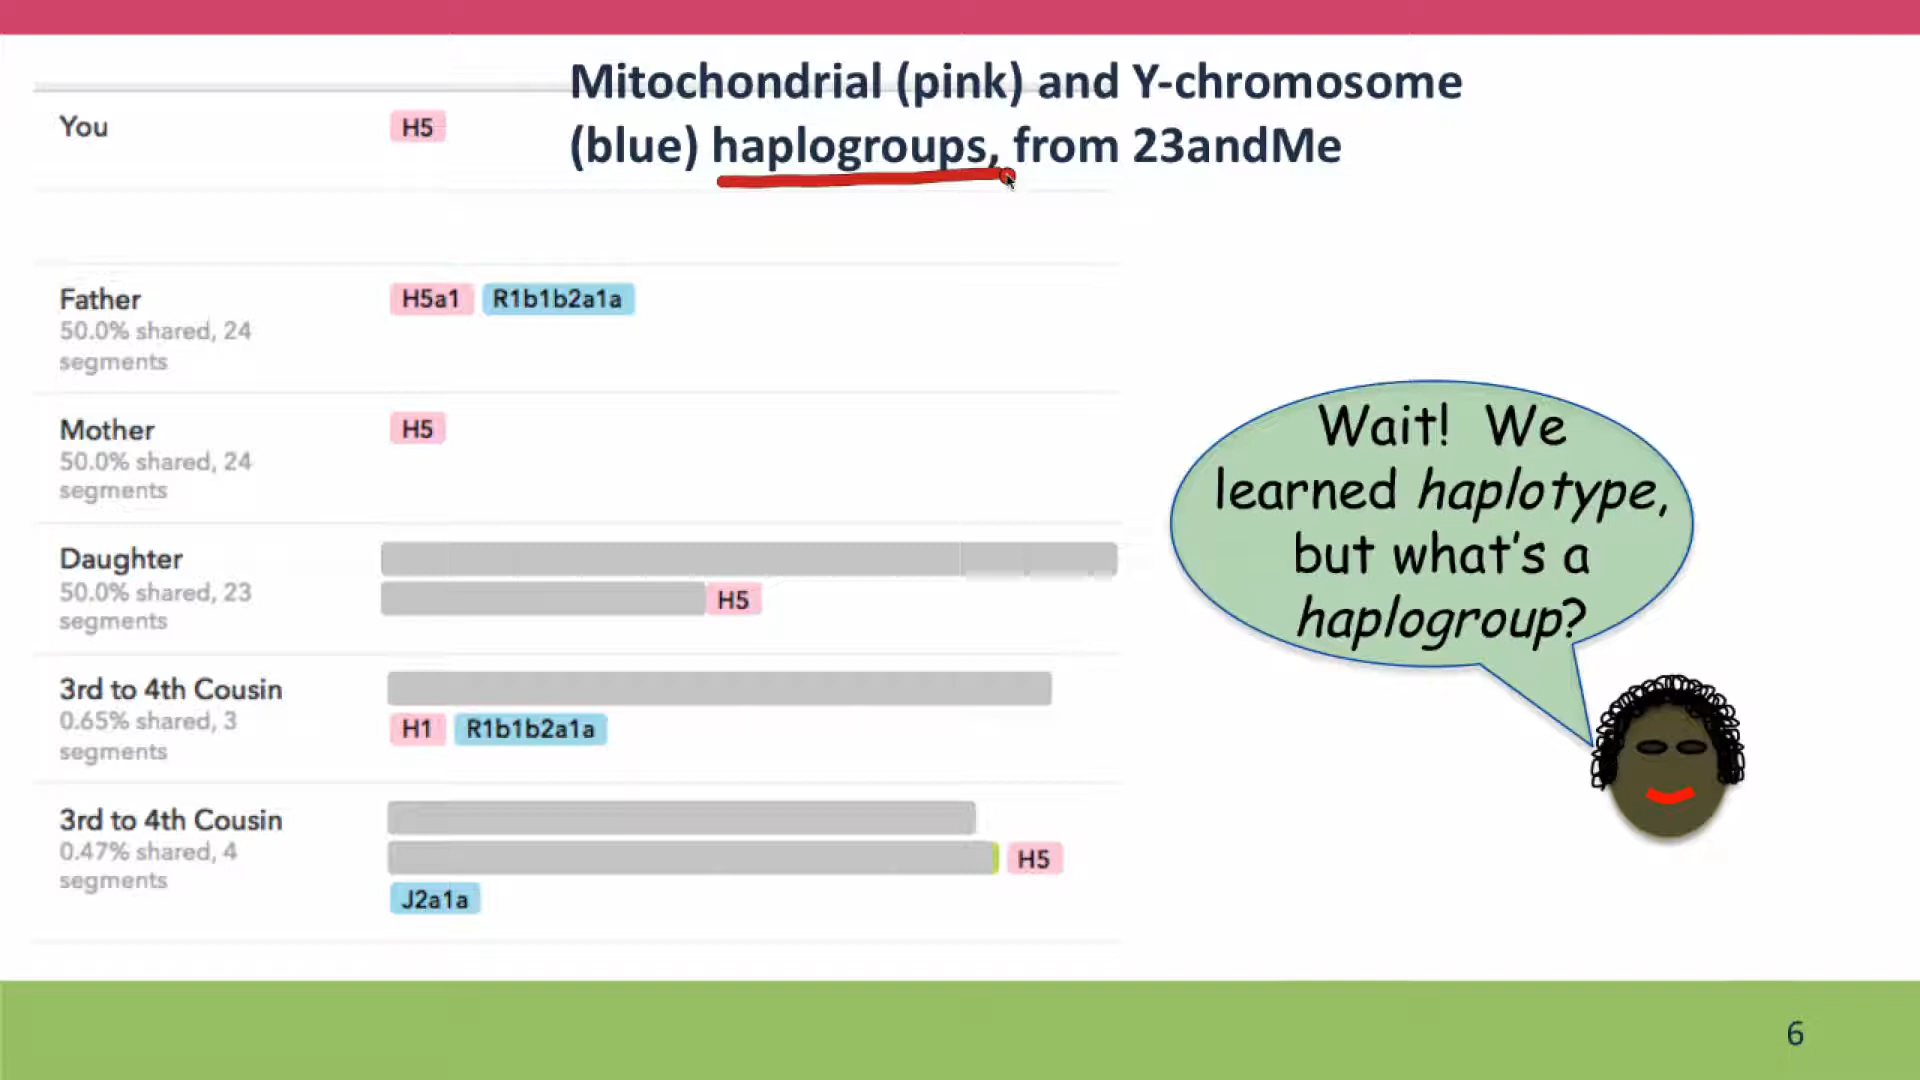 Mitochondrial (pink) and Y-chromosome
(blue) haplogroups, from 23andMe
You H5
Father H5a1 R1b1b2a1a
50.0% shared, 24
segments
Mother H5
50.0% shared, 24
segments
Daughter
50.0% shared, 23 H5
segments
3rd to 4th Cousin
0.65% shared, 3 H1 R1b1b2a1a
segments
3rd to 4th Cousin
0.47% shared, 4 H5
segments J2a1a
Wait! We
learned haplotype,
but what's a
haplogroup?
6